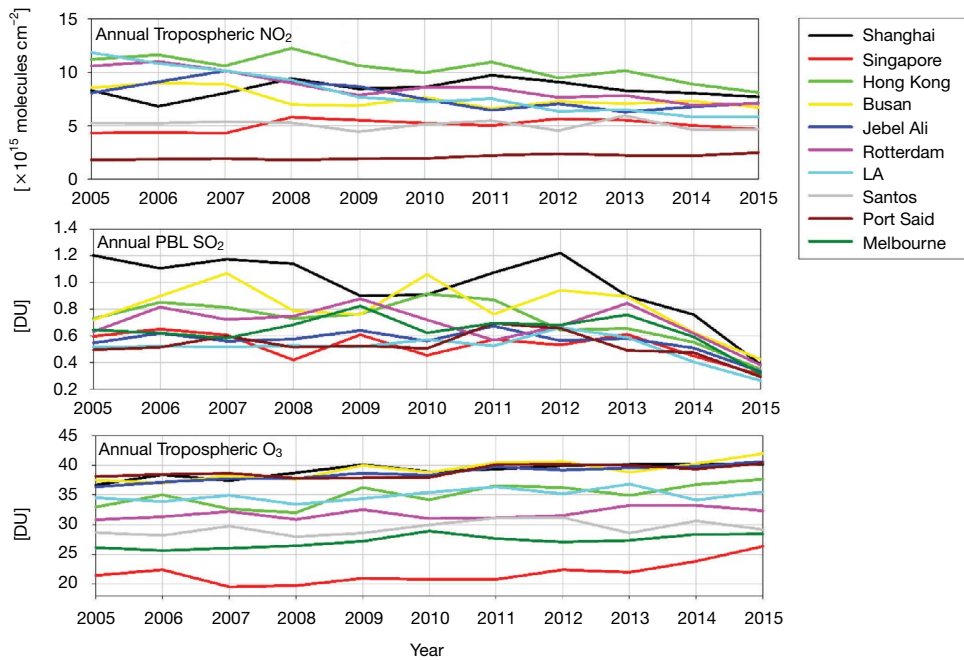 Annual Tropospheric NO₂
[×10¹⁵ molecules cm⁻²]
15
10
5
0
2005 2006 2007 2008 2009 2010 2011 2012 2013 2014 2015
Annual PBL SO₂
[DU]
1.4
1.2
1.0
0.8
0.6
0.4
0.2
2005 2006 2007 2008 2009 2010 2011 2012 2013 2014 2015
Annual Tropospheric O₃
[DU]
45
40
35
30
25
20
2005 2006 2007 2008 2009 2010 2011 2012 2013 2014 2015
Year
Shanghai
Singapore
Hong Kong
Busan
Jebel Ali
Rotterdam
LA
Santos
Port Said
Melbourne